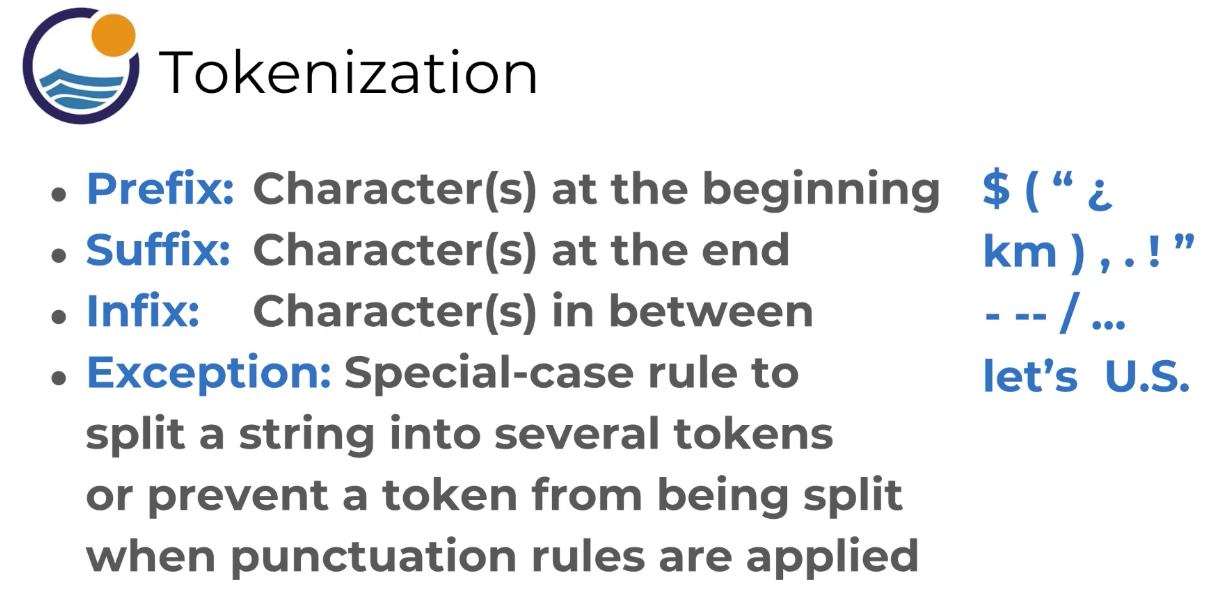 Tokenization
• Prefix: Character(s) at the beginning $ ( “ ¿
• Suffix: Character(s) at the end km ) , . ! ”
• Infix: Character(s) in between - -- / ...
• Exception: Special-case rule to let’s U.S.
split a string into several tokens
or prevent a token from being split
when punctuation rules are applied